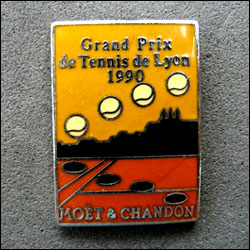 Grand Prix
de Tennis de Lyon
1990
MOËT & CHANDON